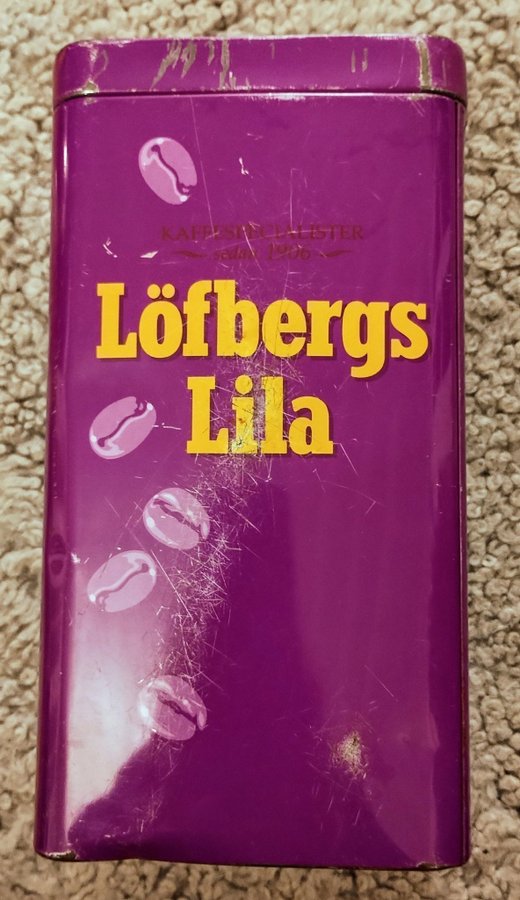 KAFFESPECIALISTER
sedan 1906
Löfbergs
Lila